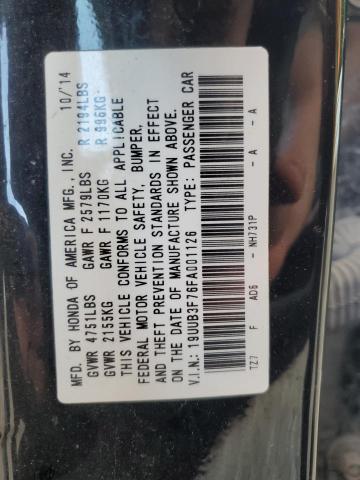 MFD. BY HONDA OF AMERICA MFG., INC. 10/'14
GVWR 4751LBS GAWR F 2579LBS R 2194LBS
GVWR 2155KG GAWR F 1170KG R 996KG
THIS VEHICLE CONFORMS TO ALL APPLICABLE
FEDERAL MOTOR VEHICLE SAFETY, BUMPER,
AND THEFT PREVENTION STANDARDS IN EFFECT
ON THE DATE OF MANUFACTURE SHOWN ABOVE.
V.I.N.: 19UUB3F76FA001126 TYPE: PASSENGER CAR
TZ7 F AD6 - NH731P - A - A